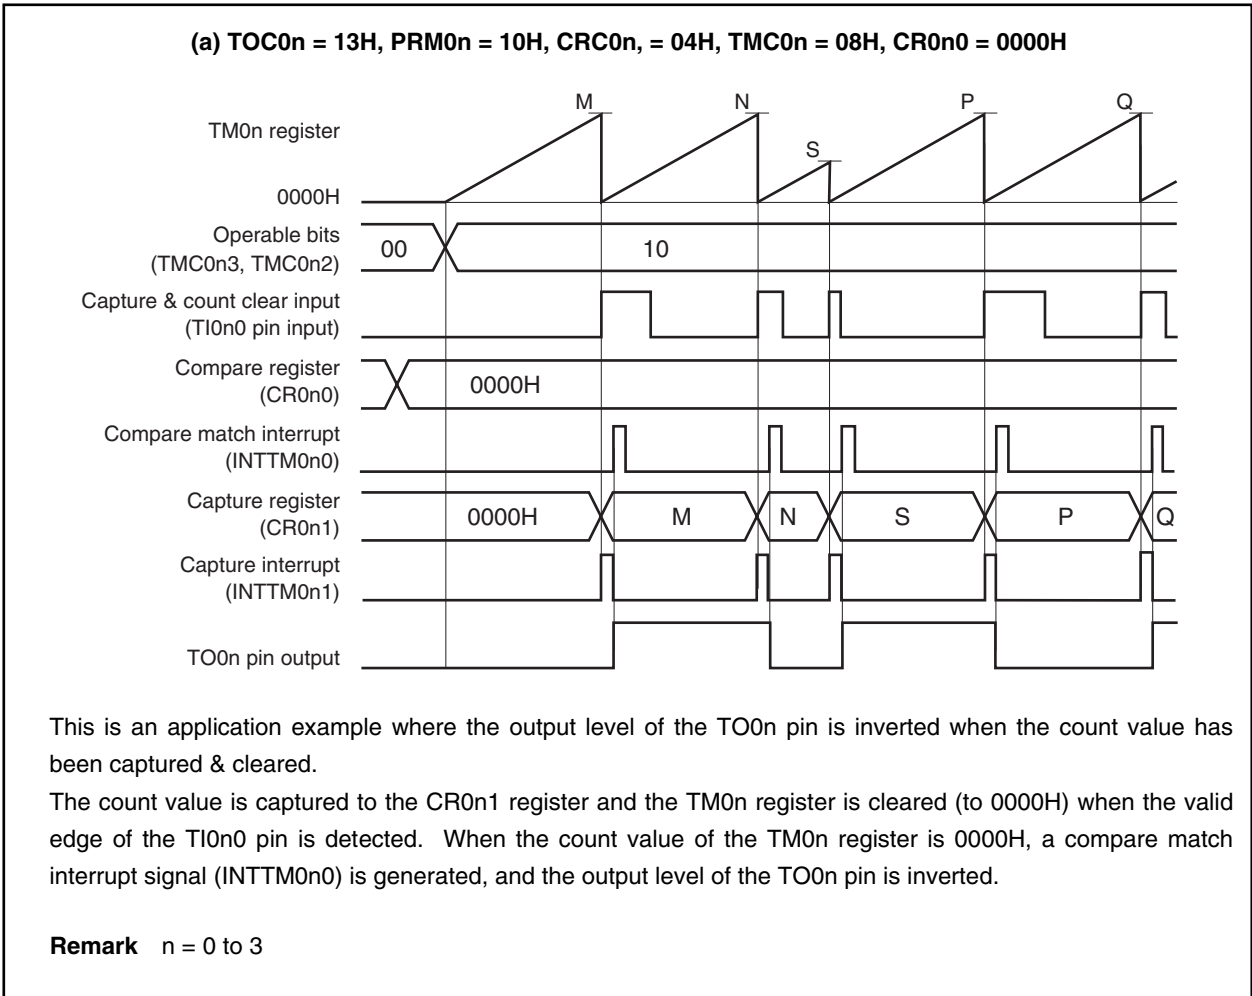 (a) TOC0n = 13H, PRM0n = 10H, CRC0n, = 04H, TMC0n = 08H, CR0n0 = 0000H
M
N
S
P
Q
TM0n register
0000H
Operable bits
(TMC0n3, TMC0n2)
00
10
Capture & count clear input
(TI0n0 pin input)
Compare register
(CR0n0)
0000H
Compare match interrupt
(INTTM0n0)
Capture register
(CR0n1)
0000H
M
N
S
P
Q
Capture interrupt
(INTTM0n1)
TO0n pin output
This is an application example where the output level of the TO0n pin is inverted when the count value has
been captured & cleared.
The count value is captured to the CR0n1 register and the TM0n register is cleared (to 0000H) when the valid
edge of the TI0n0 pin is detected. When the count value of the TM0n register is 0000H, a compare match
interrupt signal (INTTM0n0) is generated, and the output level of the TO0n pin is inverted.
Remark n = 0 to 3